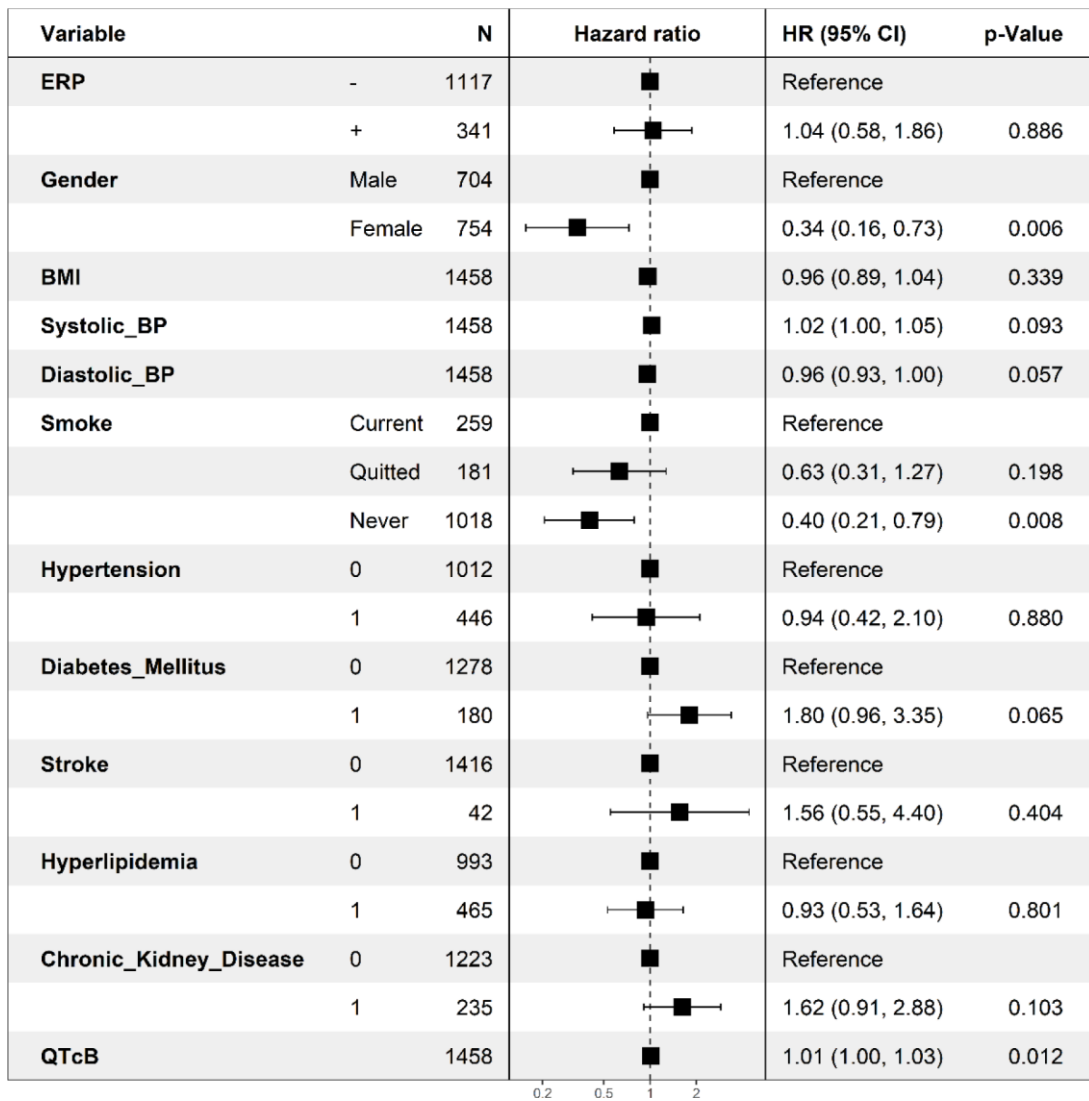 Variable N Hazard ratio HR (95% CI) p-Value
ERP - 1117 Reference
+ 341 1.04 (0.58, 1.86) 0.886
Gender Male 704 Reference
Female 754 0.34 (0.16, 0.73) 0.006
BMI 1458 0.96 (0.89, 1.04) 0.339
Systolic_BP 1458 1.02 (1.00, 1.05) 0.093
Diastolic_BP 1458 0.96 (0.93, 1.00) 0.057
Smoke Current 259 Reference
Quitted 181 0.63 (0.31, 1.27) 0.198
Never 1018 0.40 (0.21, 0.79) 0.008
Hypertension 0 1012 Reference
1 446 0.94 (0.42, 2.10) 0.880
Diabetes_Mellitus 0 1278 Reference
1 180 1.80 (0.96, 3.35) 0.065
Stroke 0 1416 Reference
1 42 1.56 (0.55, 4.40) 0.404
Hyperlipidemia 0 993 Reference
1 465 0.93 (0.53, 1.64) 0.801
Chronic_Kidney_Disease 0 1223 Reference
1 235 1.62 (0.91, 2.88) 0.103
QTcB 1458 1.01 (1.00, 1.03) 0.012
0.2 0.5 1 2